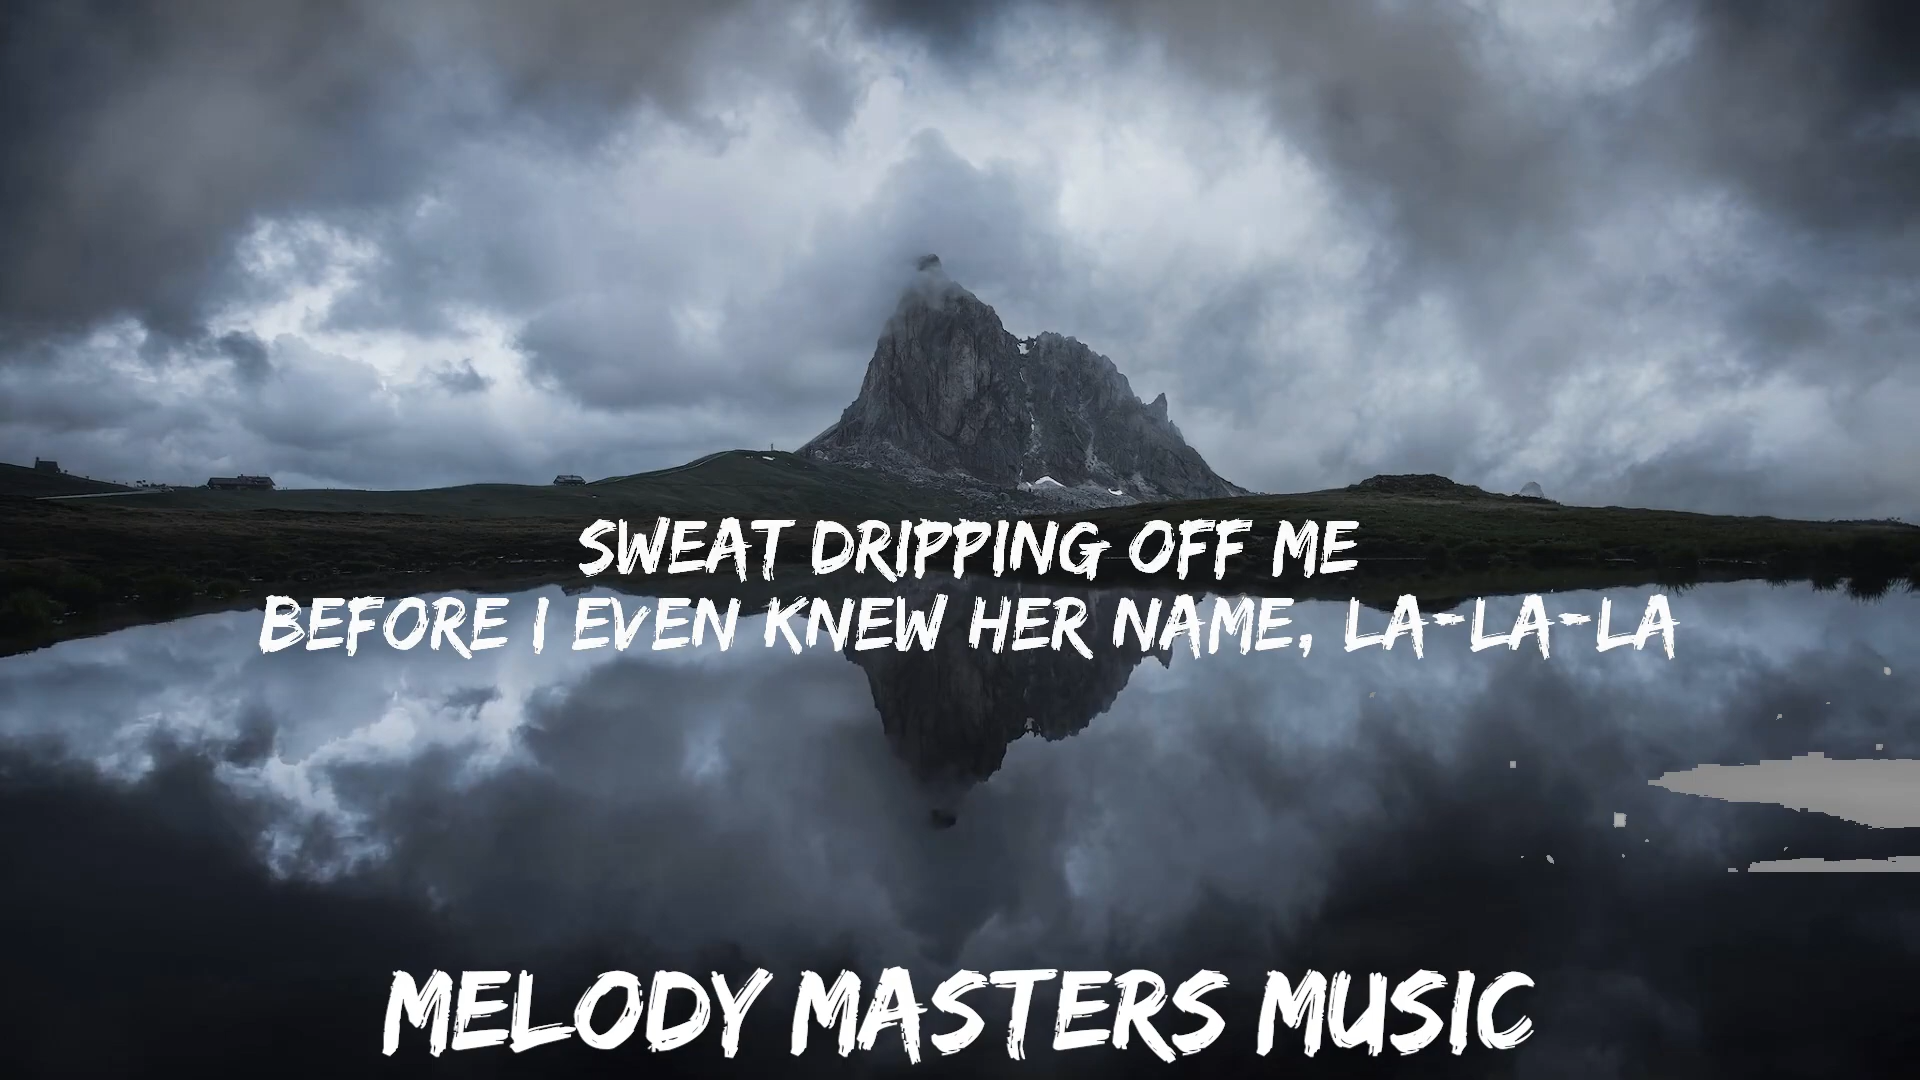 SWEAT DRIPPING OFF ME
BEFORE I EVEN KNEW HER NAME, LA-LA-LA
MELODY MASTERS MUSIC